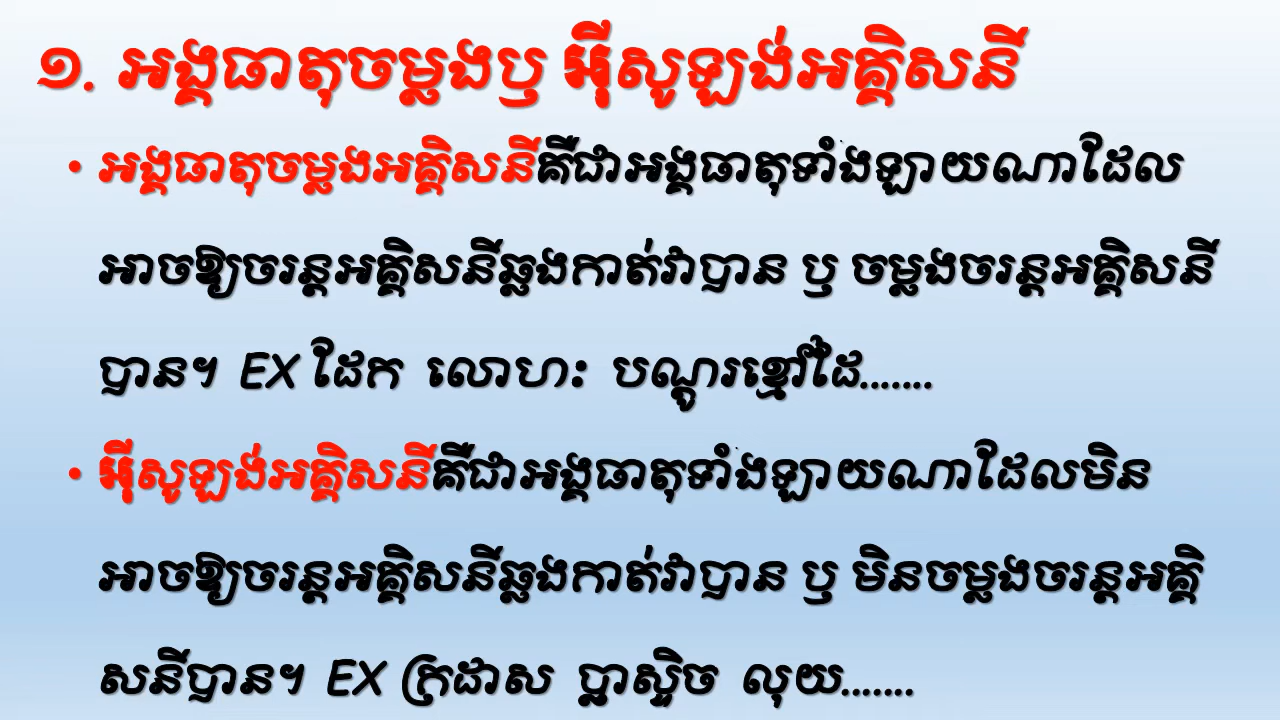 ១. អង្គធាតុចម្លងឬ អ៊ីសូឡង់អគ្គិសនី
• អង្គធាតុចម្លងអគ្គិសនីគឺជាអង្គធាតុទាំងឡាយណាដែល
អាចឱ្យចរន្តអគ្គិសនីឆ្លងកាត់វាបាន ឬ ចម្លងចរន្តអគ្គិសនី
បាន។ EX ដែក លោហៈ បណ្ដូរខ្មៅដៃ.......
• អ៊ីសូឡង់អគ្គិសនីគឺជាអង្គធាតុទាំងឡាយណាដែលមិន
អាចឱ្យចរន្តអគ្គិសនីឆ្លងកាត់វាបាន ឬ មិនចម្លងចរន្តអគ្គិ
សនីបាន។ EX ក្រដាស ប្លាស្ទិច លុយ.......